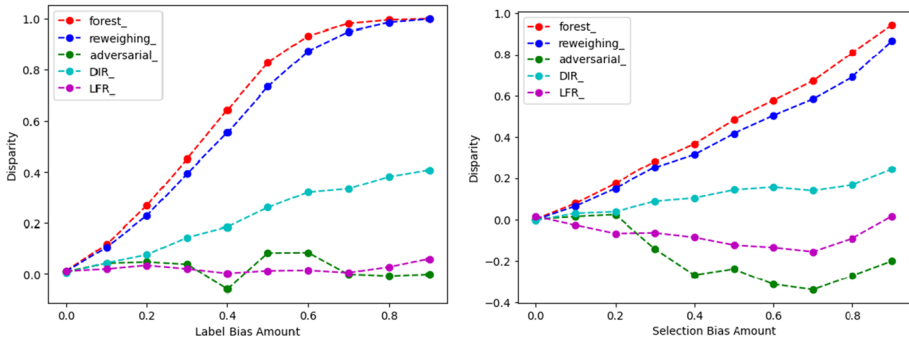 forest_
reweighing_
adversarial_
DIR_
LFR_
1.0
0.8
0.6
0.4
0.2
0.0
Disparity
0.0 0.2 0.4 0.6 0.8
Label Bias Amount
forest_
reweighing_
adversarial_
DIR_
LFR_
1.0
0.8
0.6
0.4
0.2
0.0
−0.2
−0.4
Disparity
0.0 0.2 0.4 0.6 0.8
Selection Bias Amount